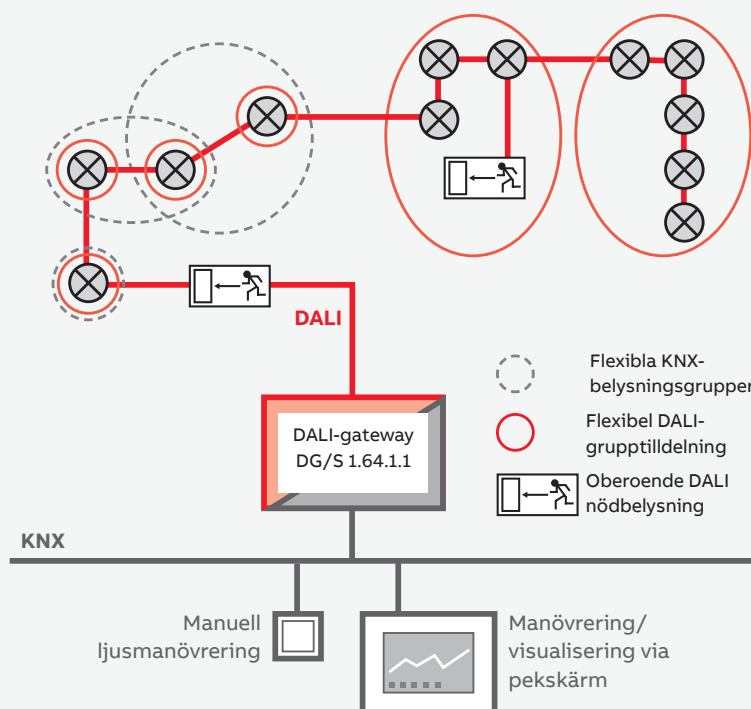 DALI
Flexibla KNX-
belysningsgrupper
DALI-gateway
DG/S 1.64.1.1
Flexibel DALI-
grupptilldelning
Oberoende DALI
nödbelysning
KNX
Manuell
ljusmanövrering
Manövrering/
visualisering via
pekskärm